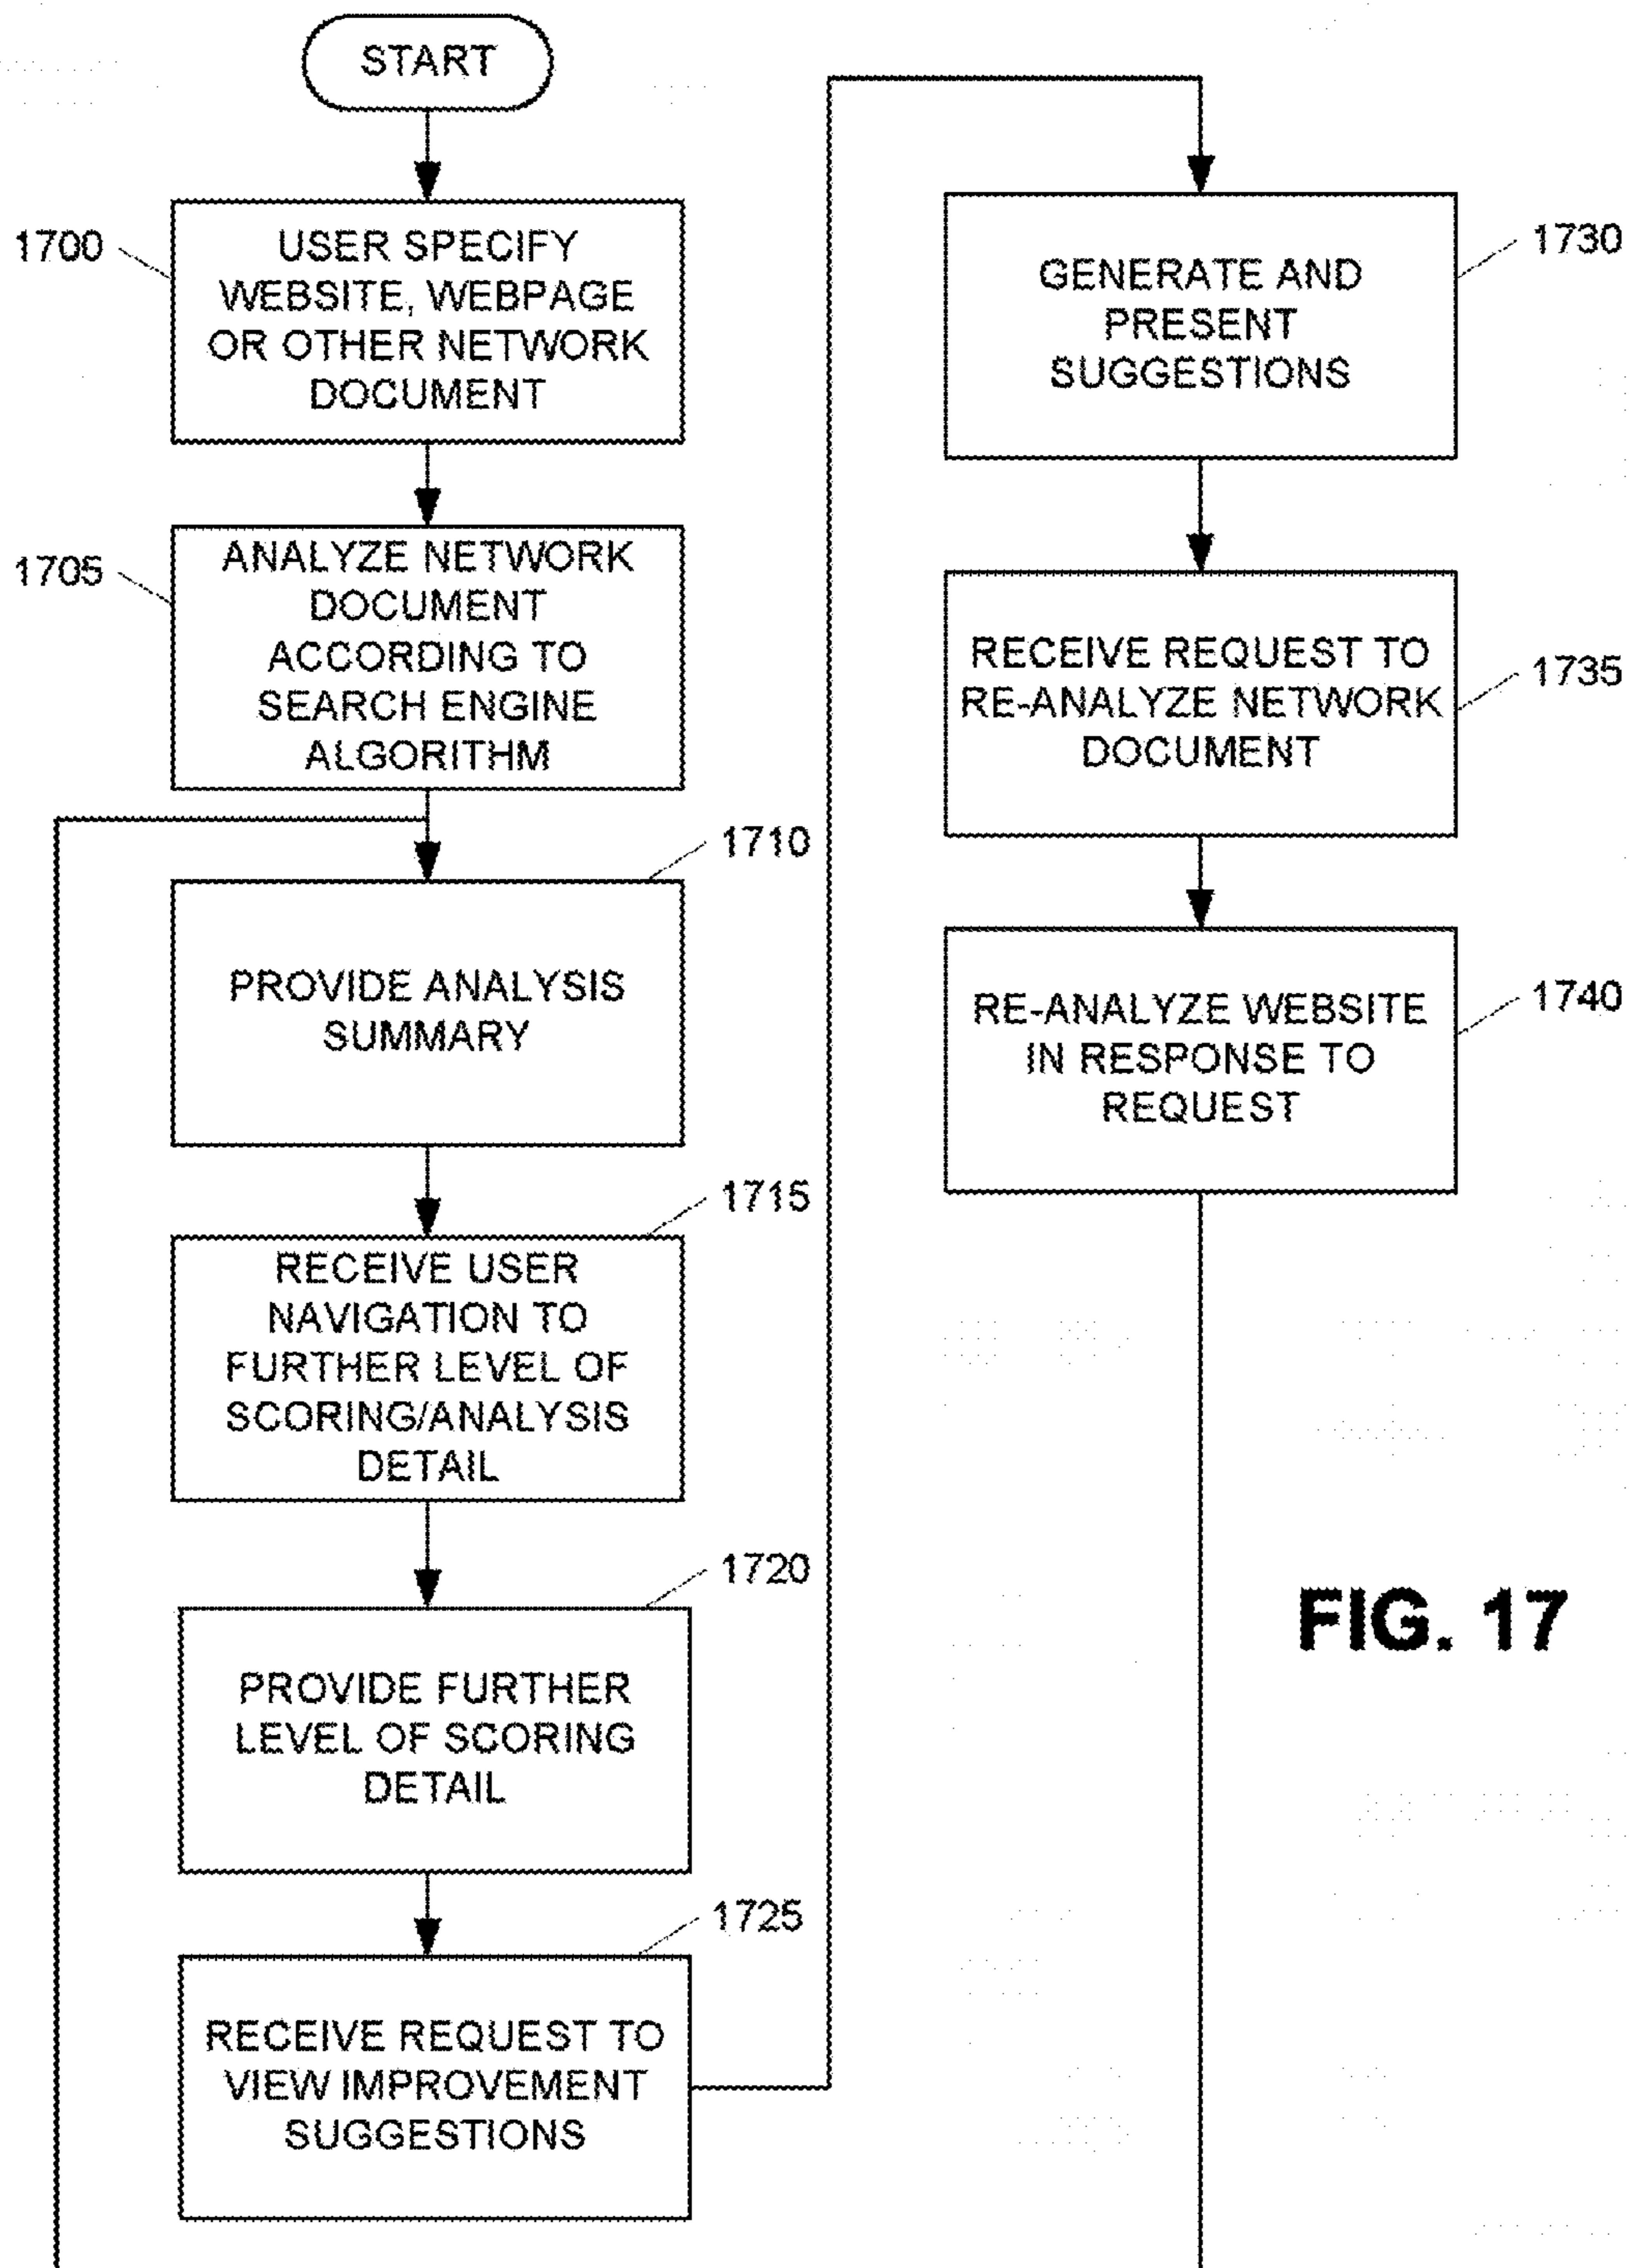 START
1700
USER SPECIFY
WEBSITE, WEBPAGE
OR OTHER NETWORK
DOCUMENT
1705
ANALYZE NETWORK
DOCUMENT
ACCORDING TO
SEARCH ENGINE
ALGORITHM
1710
PROVIDE ANALYSIS
SUMMARY
1715
RECEIVE USER
NAVIGATION TO
FURTHER LEVEL OF
SCORING/ANALYSIS
DETAIL
1720
PROVIDE FURTHER
LEVEL OF SCORING
DETAIL
1725
RECEIVE REQUEST TO
VIEW IMPROVEMENT
SUGGESTIONS
1730
GENERATE AND
PRESENT
SUGGESTIONS
1735
RECEIVE REQUEST TO
RE-ANALYZE NETWORK
DOCUMENT
1740
RE-ANALYZE WEBSITE
IN RESPONSE TO
REQUEST
FIG. 17